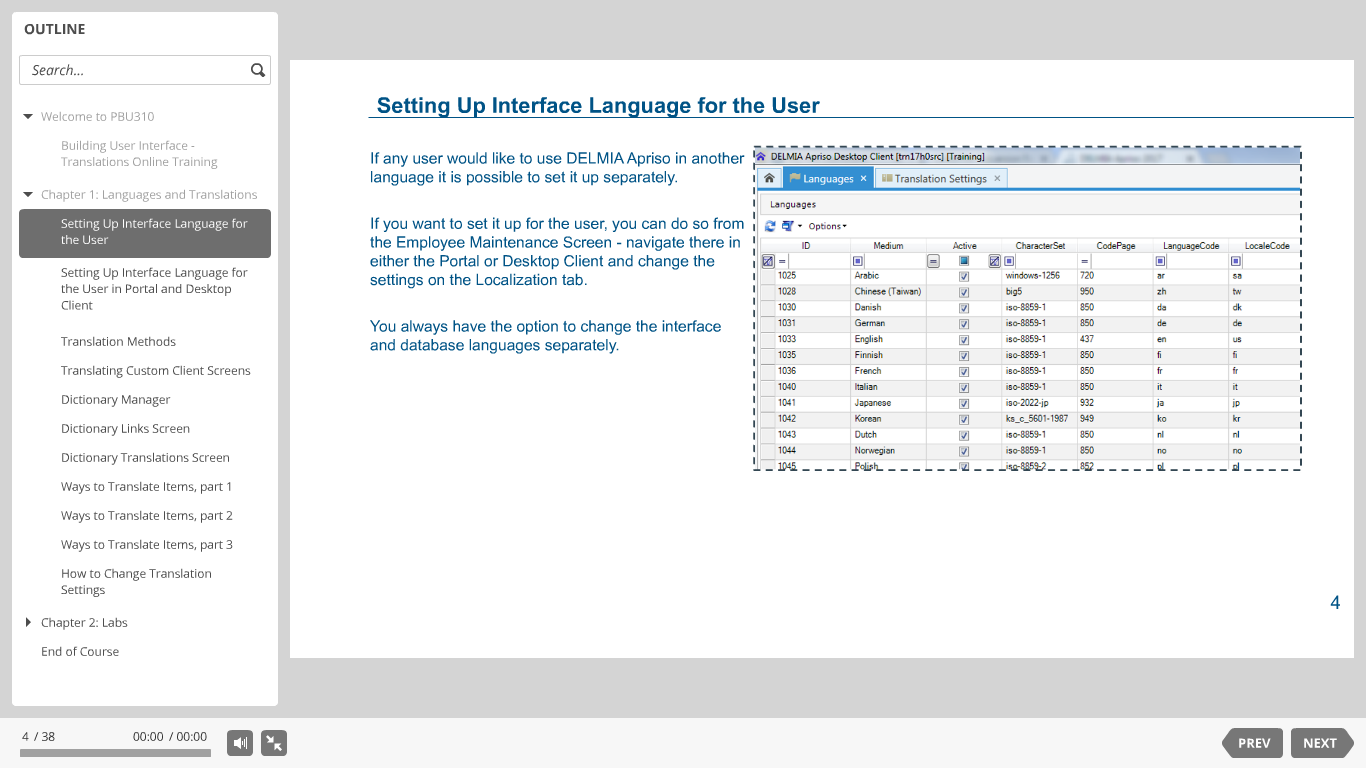 OUTLINE
Search...
Welcome to PBU310
Building User Interface -
Translations Online Training
Chapter 1: Languages and Translations
Setting Up Interface Language for
the User
Setting Up Interface Language for
the User in Portal and Desktop
Client
Translation Methods
Translating Custom Client Screens
Dictionary Manager
Dictionary Links Screen
Dictionary Translations Screen
Ways to Translate Items, part 1
Ways to Translate Items, part 2
Ways to Translate Items, part 3
How to Change Translation
Settings
Chapter 2: Labs
End of Course
Setting Up Interface Language for the User
If any user would like to use DELMIA Apriso in another
language it is possible to set it up separately.
If you want to set it up for the user, you can do so from
the Employee Maintenance Screen - navigate there in
either the Portal or Desktop Client and change the
settings on the Localization tab.
You always have the option to change the interface
and database languages separately.
DELMIA Apriso Desktop Client [trn17h0src] [Training]
Languages × Translation Settings ×
Languages
Options
ID Medium Active CharacterSet CodePage LanguageCode LocaleCode
= = =
1025 Arabic windows-1256 720 ar sa
1028 Chinese (Taiwan) big5 950 zh tw
1030 Danish iso-8859-1 850 da dk
1031 German iso-8859-1 850 de de
1033 English iso-8859-1 437 en us
1035 Finnish iso-8859-1 850 fi fi
1036 French iso-8859-1 850 fr fr
1040 Italian iso-8859-1 850 it it
1041 Japanese iso-2022-jp 932 ja jp
1042 Korean ks_c_5601-1987 949 ko kr
1043 Dutch iso-8859-1 850 nl nl
1044 Norwegian iso-8859-1 850 no no
1045 Polish iso-8859-2 852 pl pl
4
4 / 38 00:00 / 00:00
PREV NEXT